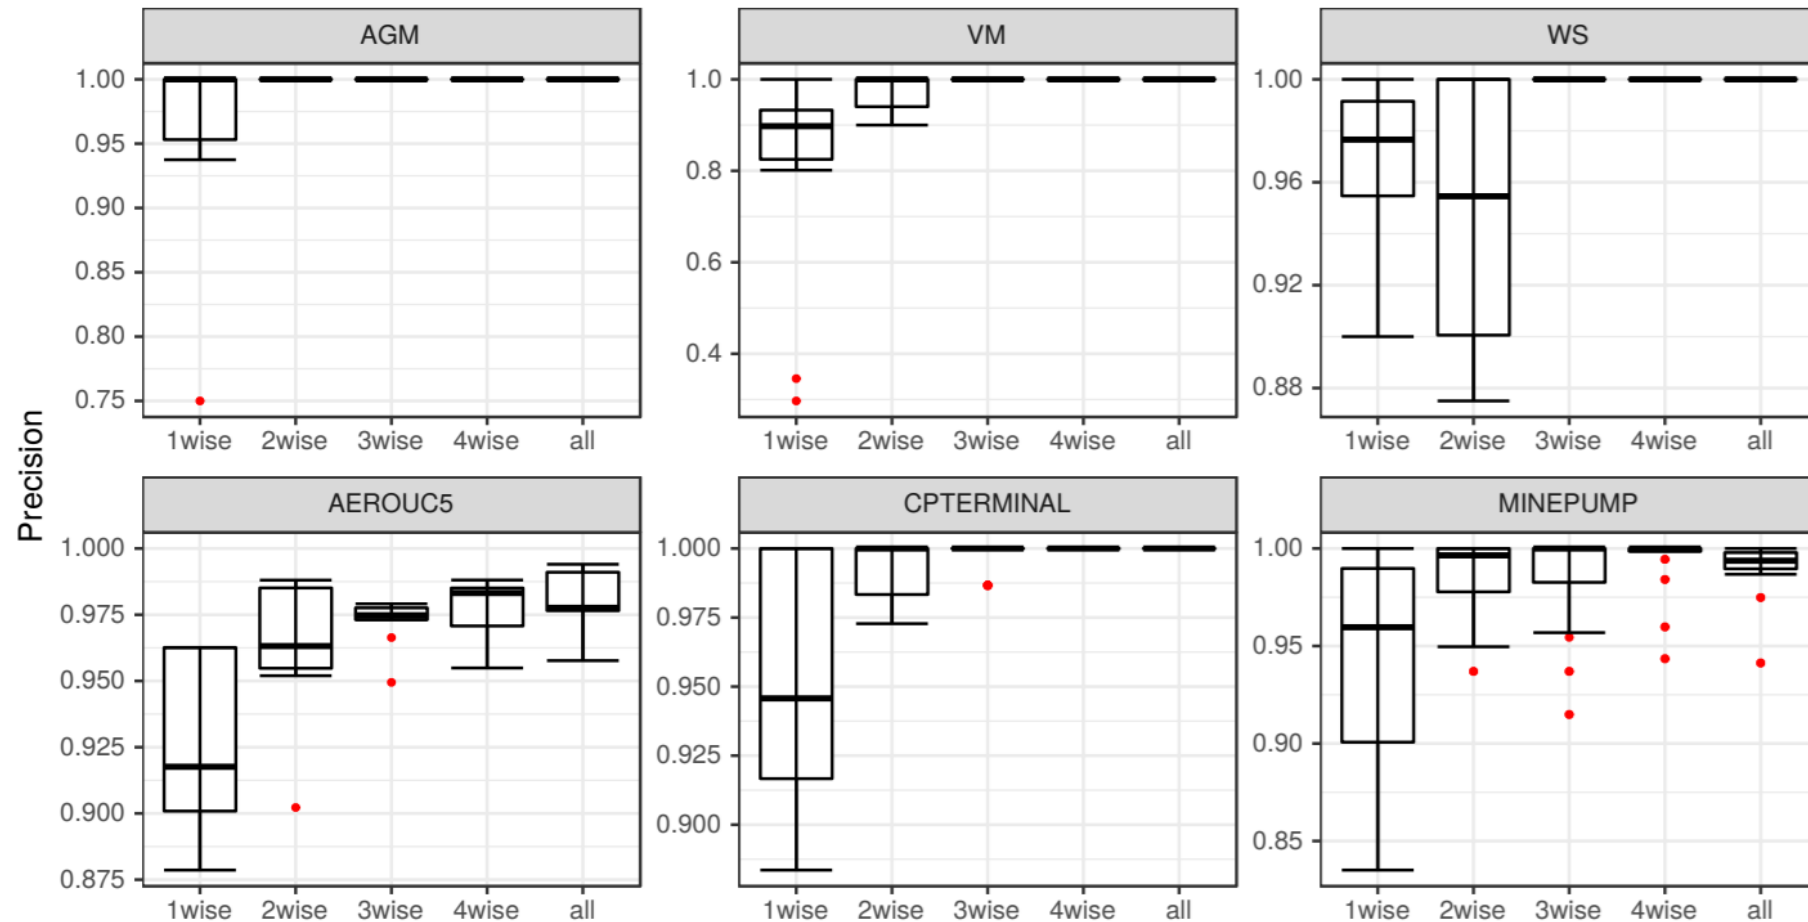 AGM
VM
WS
1.00
0.95
0.90
0.85
0.80
0.75
1.0
0.8
0.6
0.4
1.00
0.96
0.92
0.88
1wise 2wise 3wise 4wise all
1wise 2wise 3wise 4wise all
1wise 2wise 3wise 4wise all
Precision
AEROUC5
CPTERMINAL
MINEPUMP
1.000
0.975
0.950
0.925
0.900
0.875
1.000
0.975
0.950
0.925
0.900
1.00
0.95
0.90
0.85
1wise 2wise 3wise 4wise all
1wise 2wise 3wise 4wise all
1wise 2wise 3wise 4wise all